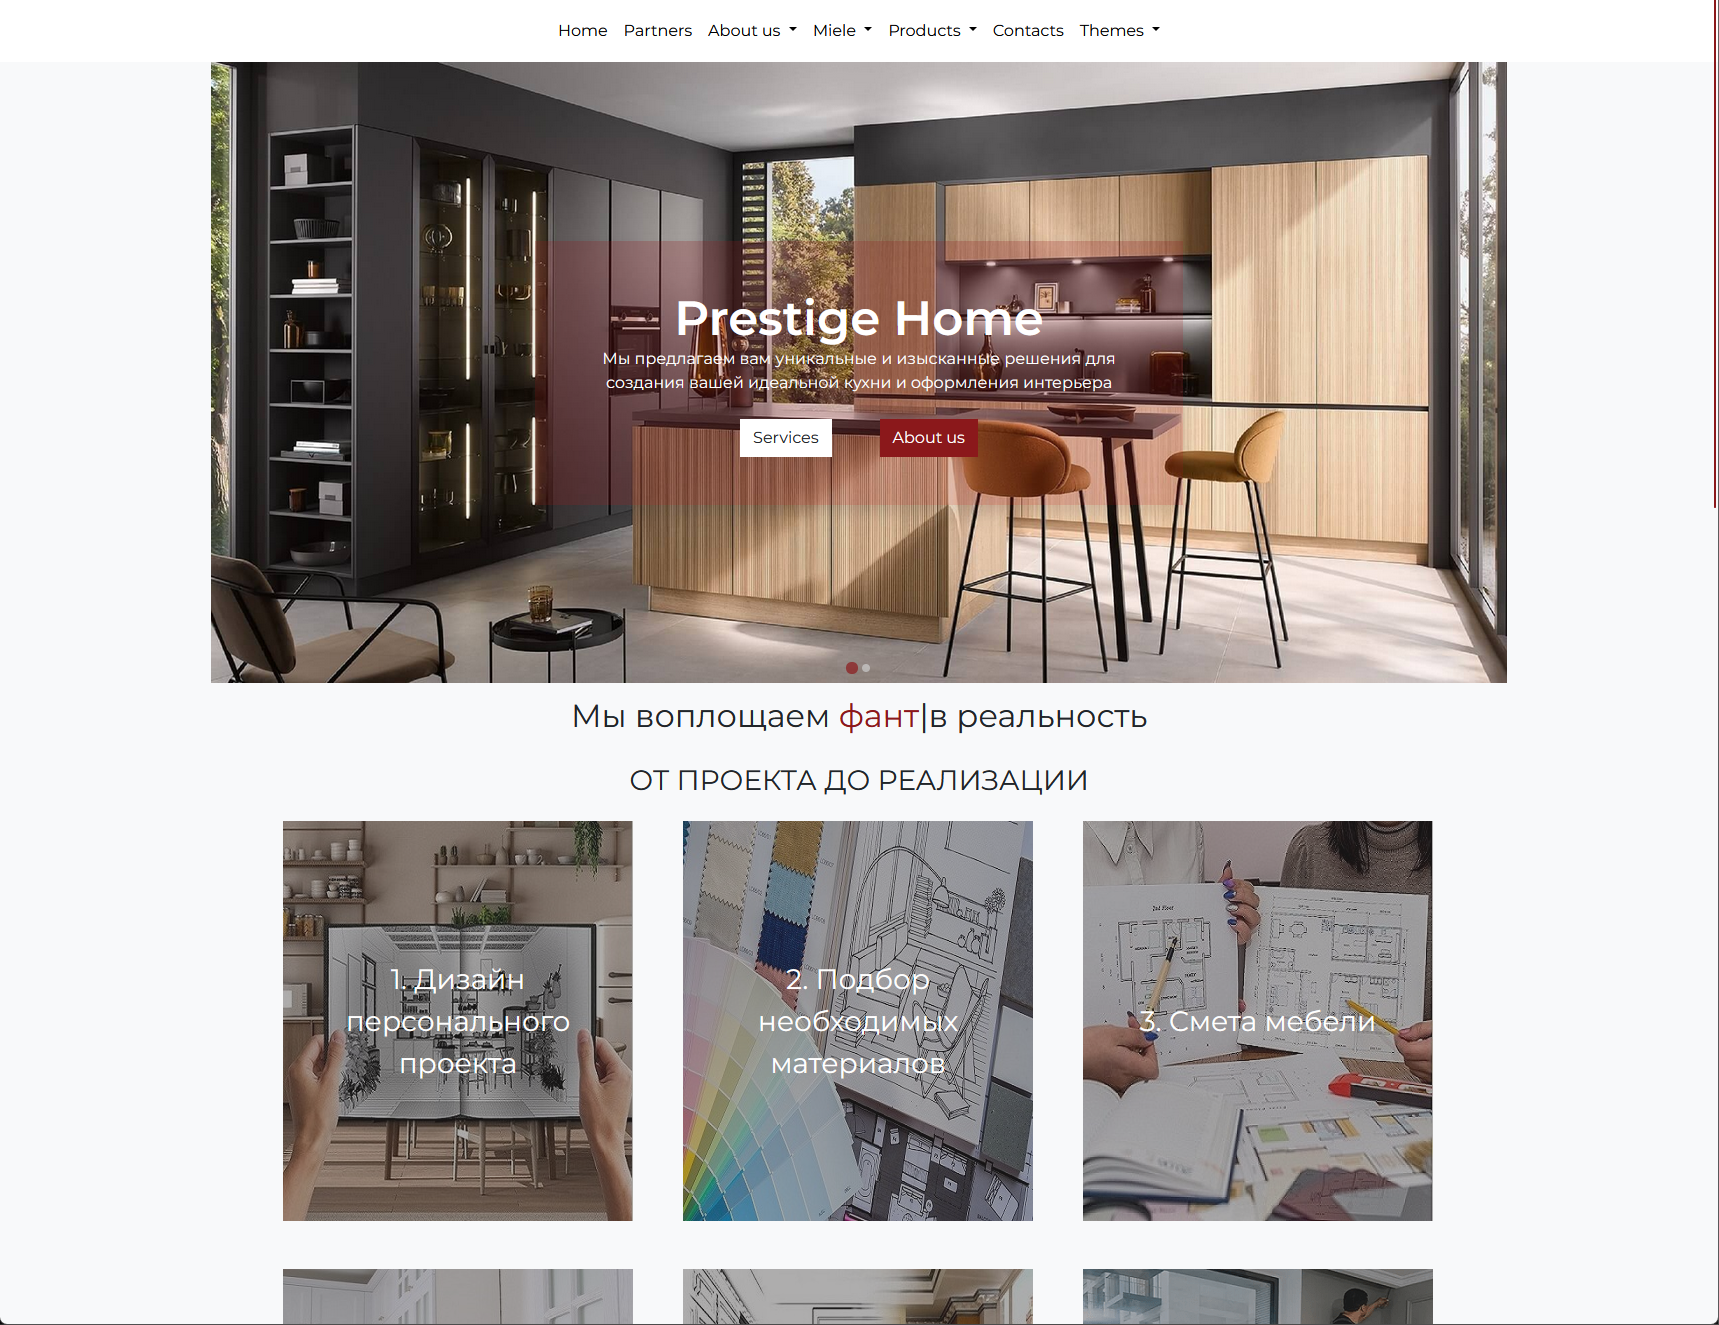 Home Partners About us Miele Products Contacts Themes
Prestige Home
Мы предлагаем вам уникальные и изысканные решения для
создания вашей идеальной кухни и оформления интерьера
Services About us
Мы воплощаем фант|в реальность
ОТ ПРОЕКТА ДО РЕАЛИЗАЦИИ
1. Дизайн
персонального
проекта
2. Подбор
необходимых
материалов
2nd Floor
3. Смета мебели